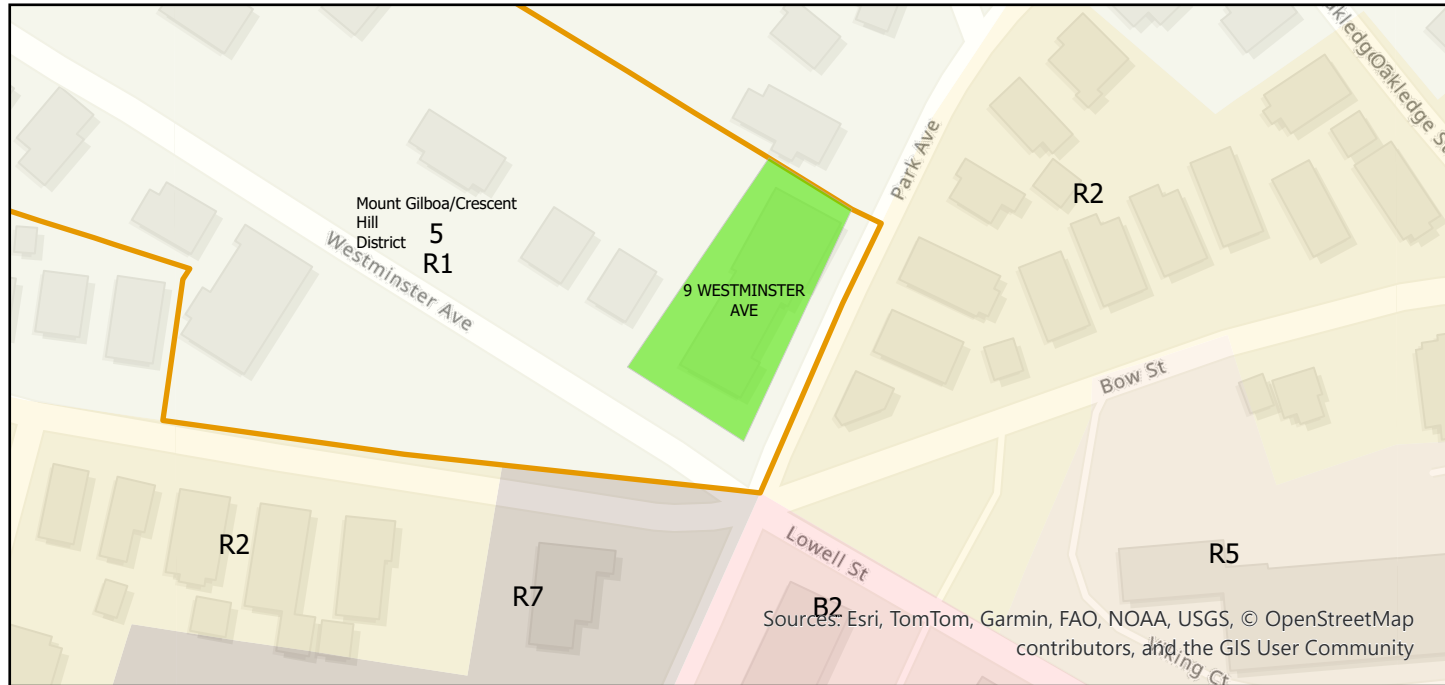 Oakledge St
Park Ave
R2
Mount Gilboa/Crescent
Hill
District
5
R1
Westminster Ave
9 WESTMINSTER
AVE
Bow St
R2
R7
Lowell St
B2
R5
Sources: Esri, TomTom, Garmin, FAO, NOAA, USGS, © OpenStreetMap
contributors, and the GIS User Community
Viking Ct